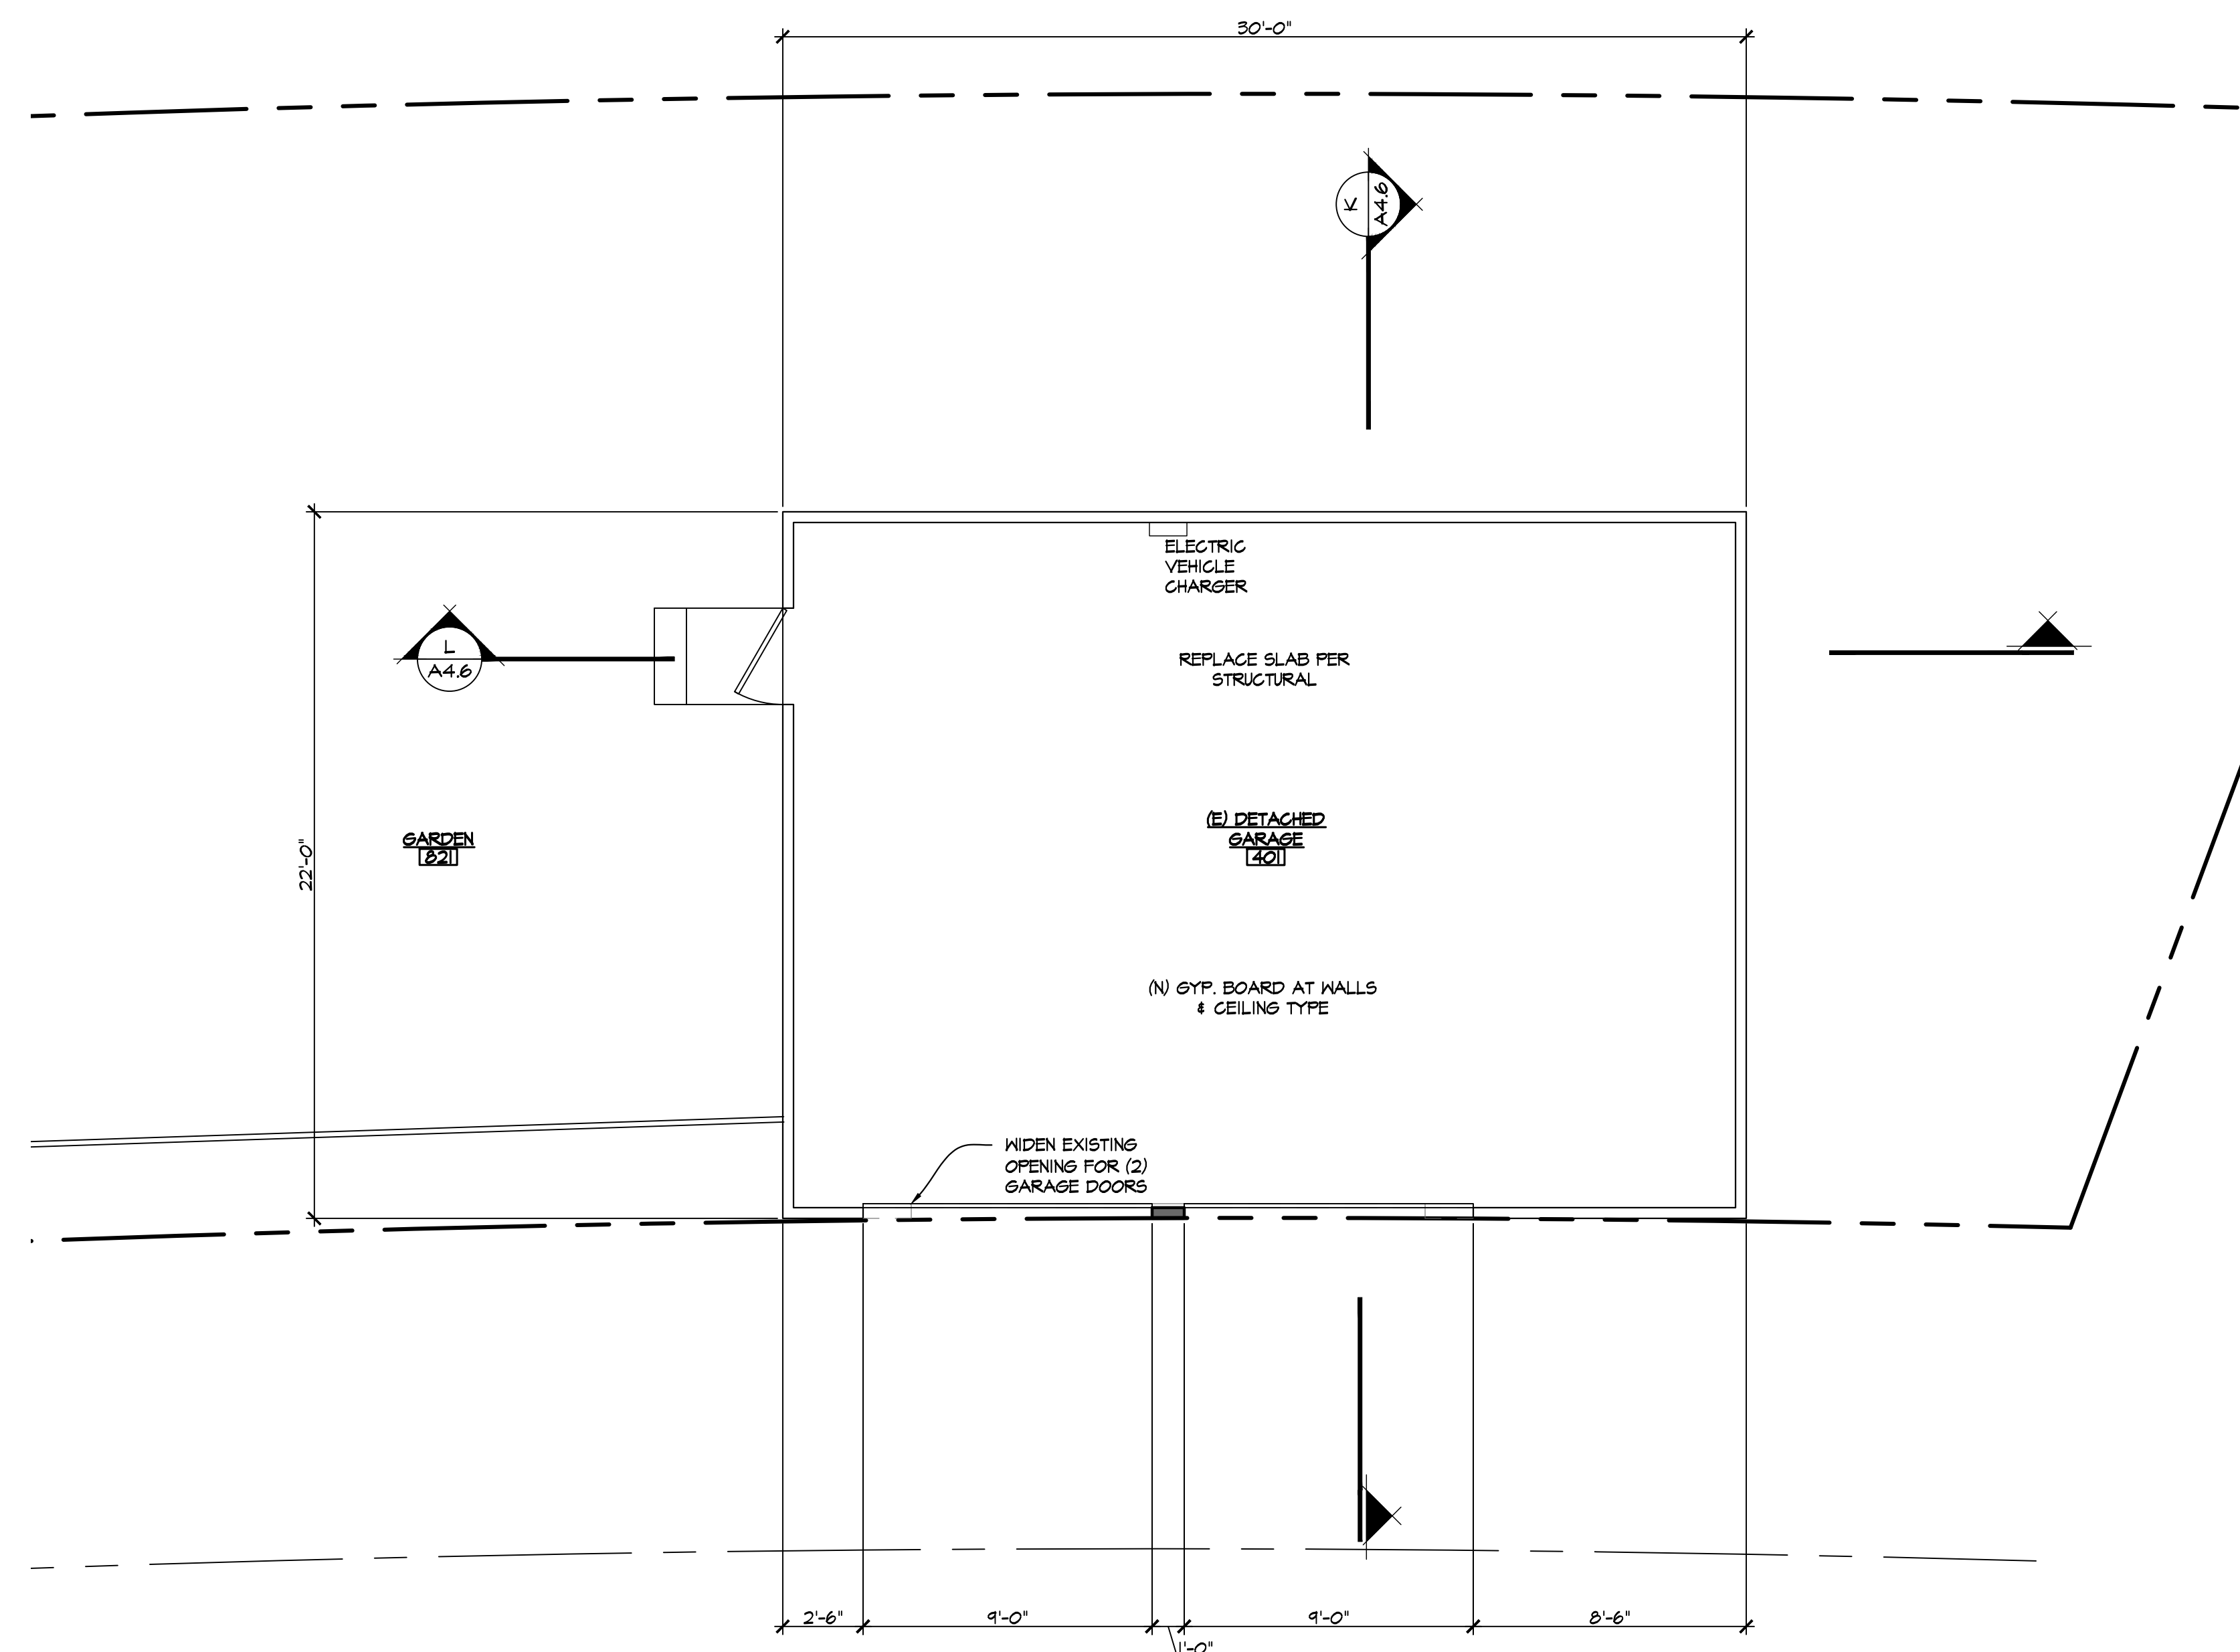 30'-0"
K
A4.6
ELECTRIC
VEHICLE
CHARGER
L
A4.6
REPLACE SLAB PER
STRUCTURAL
(E) DETACHED
GARAGE
401
GARDEN
821
22'-0"
(N) GYP. BOARD AT WALLS
& CEILING TYPE
WIDEN EXISTING
OPENING FOR (2)
GARAGE DOORS
2'-6"
9'-0"
9'-0"
8'-6"
1'-0"